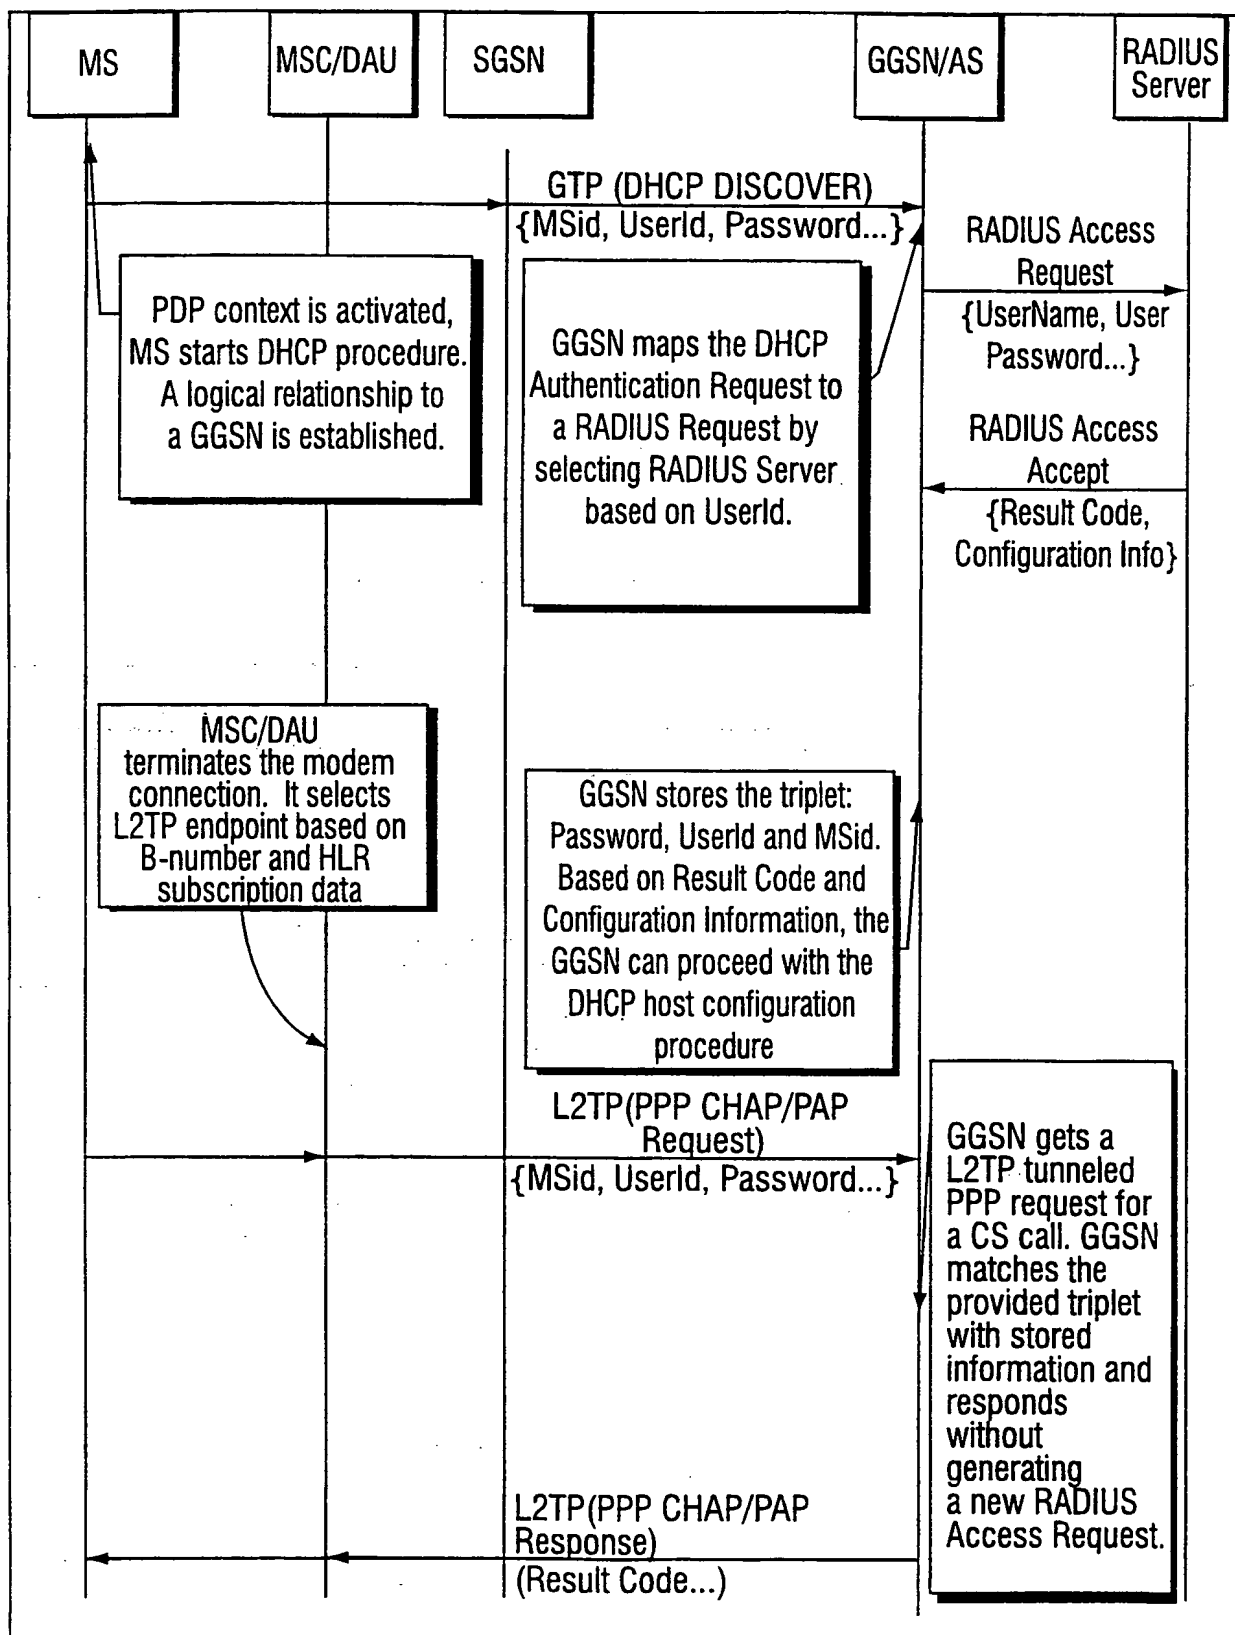 MS
MSC/DAU
SGSN
GGSN/AS
RADIUS
Server
GTP (DHCP DISCOVER)
{MSid, UserId, Password...}
RADIUS Access
Request
{UserName, User
Password...}
PDP context is activated,
MS starts DHCP procedure.
A logical relationship to
a GGSN is established.
GGSN maps the DHCP
Authentication Request to
a RADIUS Request by
selecting RADIUS Server
based on UserId.
RADIUS Access
Accept
{Result Code,
Configuration Info}
MSC/DAU
terminates the modem
connection. It selects
L2TP endpoint based on
B-number and HLR
subscription data
GGSN stores the triplet:
Password, UserId and MSid.
Based on Result Code and
Configuration Information, the
GGSN can proceed with the
DHCP host configuration
procedure
L2TP(PPP CHAP/PAP
Request)
{MSid, UserId, Password...}
GGSN gets a
L2TP tunneled
PPP request for
a CS call. GGSN
matches the
provided triplet
with stored
information and
responds
without
generating
a new RADIUS
Access Request.
L2TP(PPP CHAP/PAP
Response)
(Result Code...)